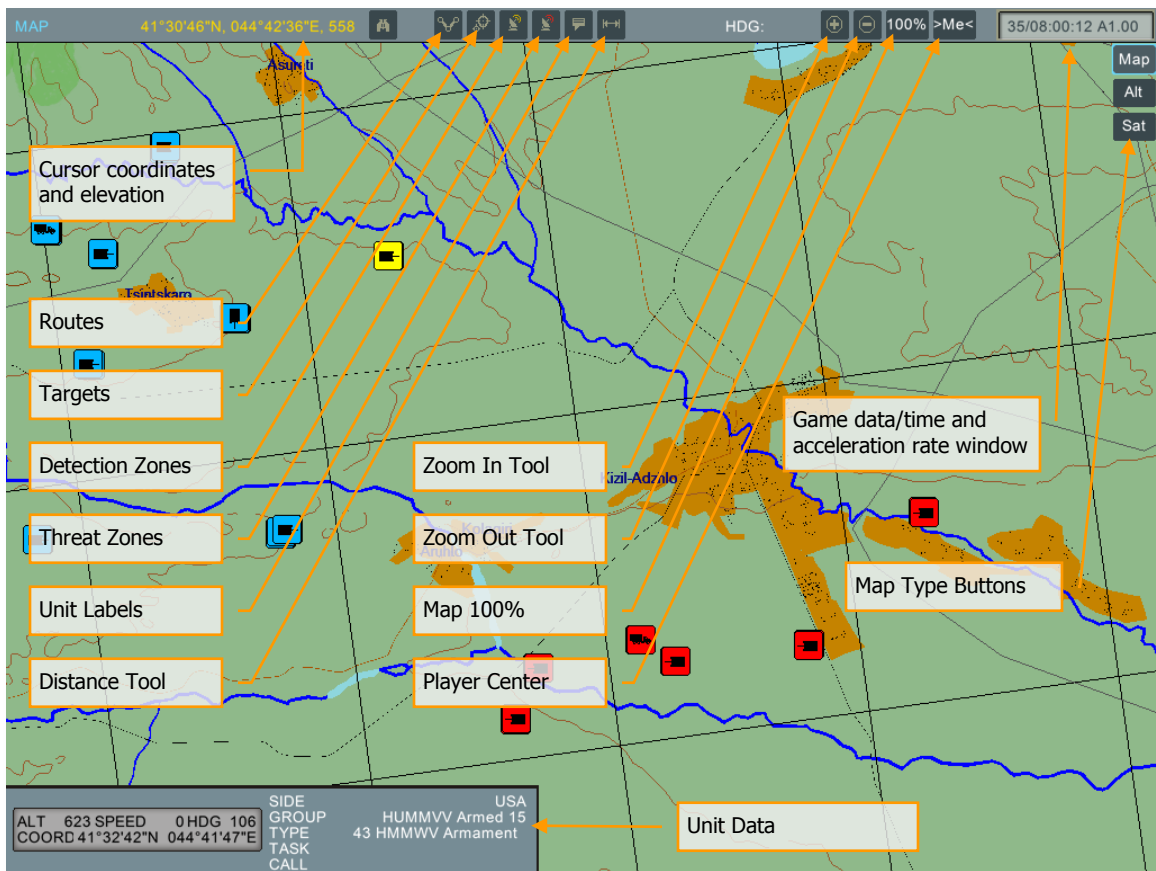 MAP 41°30'46"N, 044°42'36"E, 558 HDG: 100% >Me< 35/08:00:12 A1.00
Map
Alt
Sat
Asureti
Cursor coordinates
and elevation
Tsintskaro
Routes
Targets
Game data/time and
acceleration rate window
Detection Zones
Zoom In Tool
Kizil-Adzhlo
Threat Zones
Zoom Out Tool
Kolagiri
Aruhlo
Map Type Buttons
Unit Labels
Map 100%
Distance Tool
Player Center
ALT 623 SPEED 0 HDG 106
COORD 41°32'42"N 044°41'47"E
SIDE USA
GROUP HUMMVV Armed 15
TYPE 43 HMMWV Armament
TASK
CALL
Unit Data